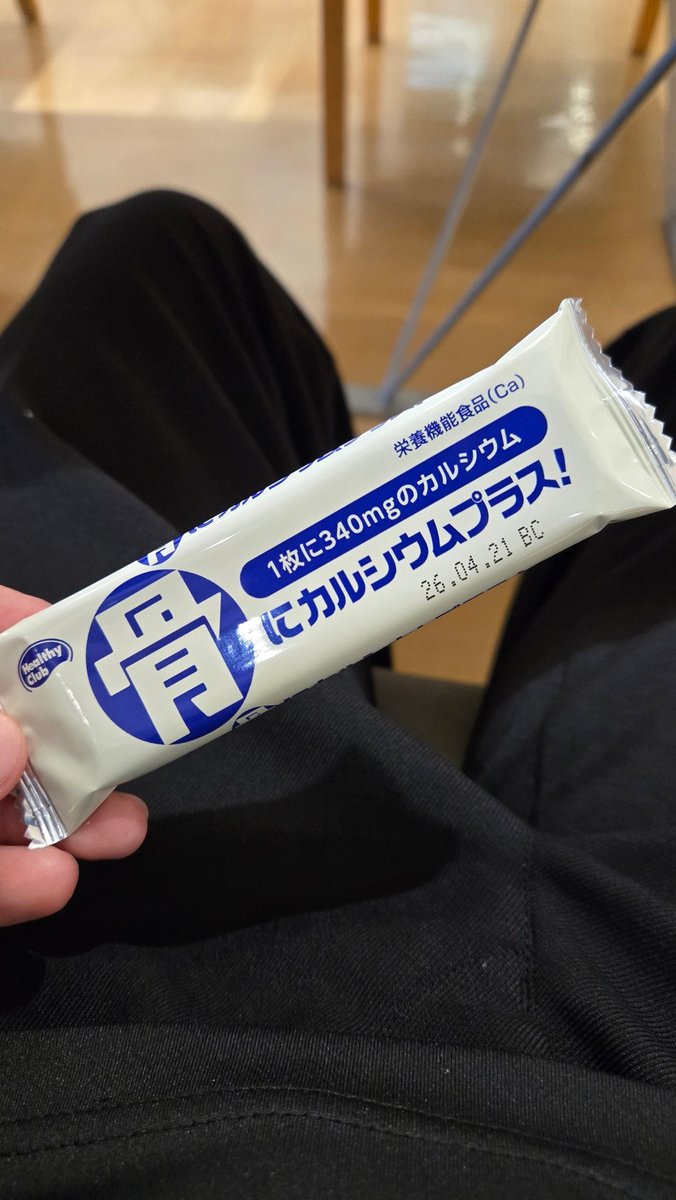 栄養機能食品(Ca)
1枚に340mgのカルシウム
骨にカルシウムプラス!
26.04.21 BC
Healthy
Club